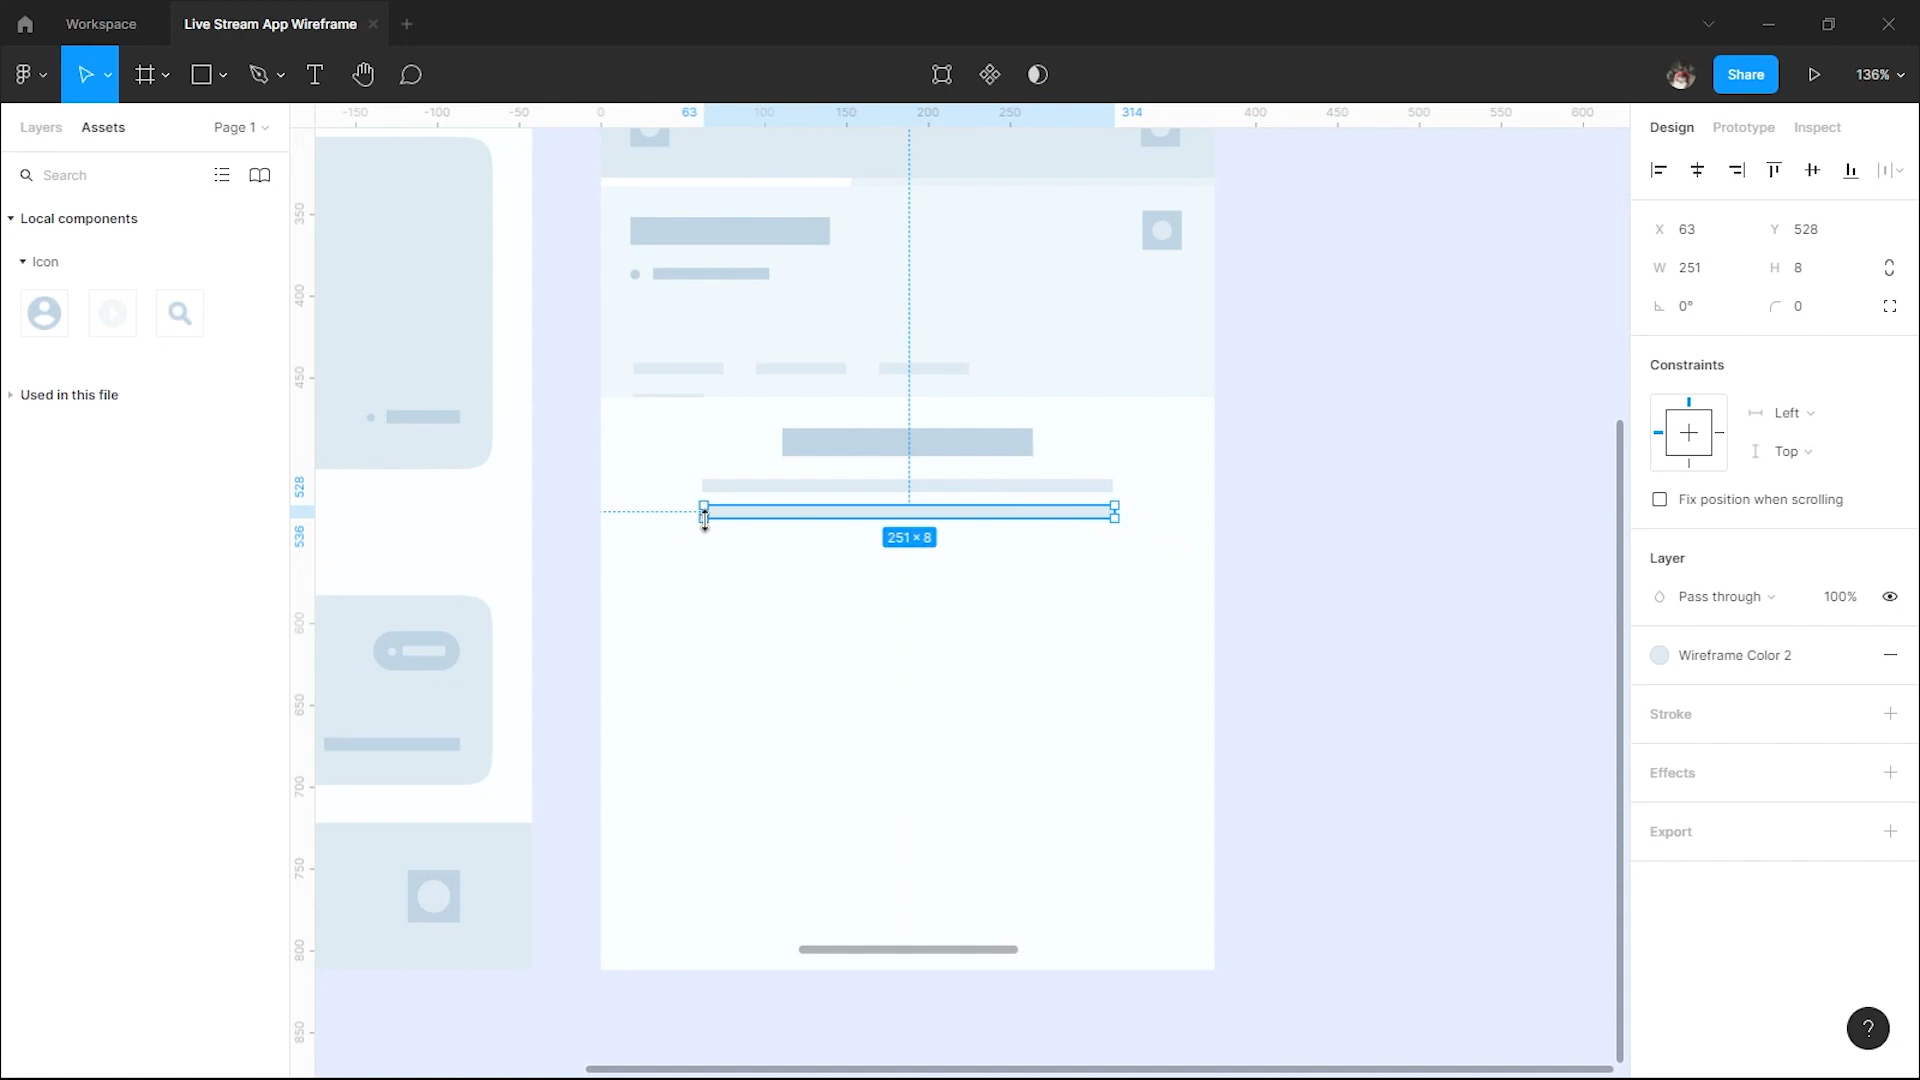 Workspace
Live Stream App Wireframe
Share
136%
Layers
Assets
Page 1
Search
Local components
Icon
Used in this file
-150
-100
-50
0
63
100
150
200
250
314
400
450
500
550
600
350
400
450
528
536
600
650
700
750
800
850
251 × 8
Design
Prototype
Inspect
X 63
Y 528
W 251
H 8
0°
0
Constraints
Left
Top
Fix position when scrolling
Layer
Pass through
100%
Wireframe Color 2
Stroke
Effects
Export
?